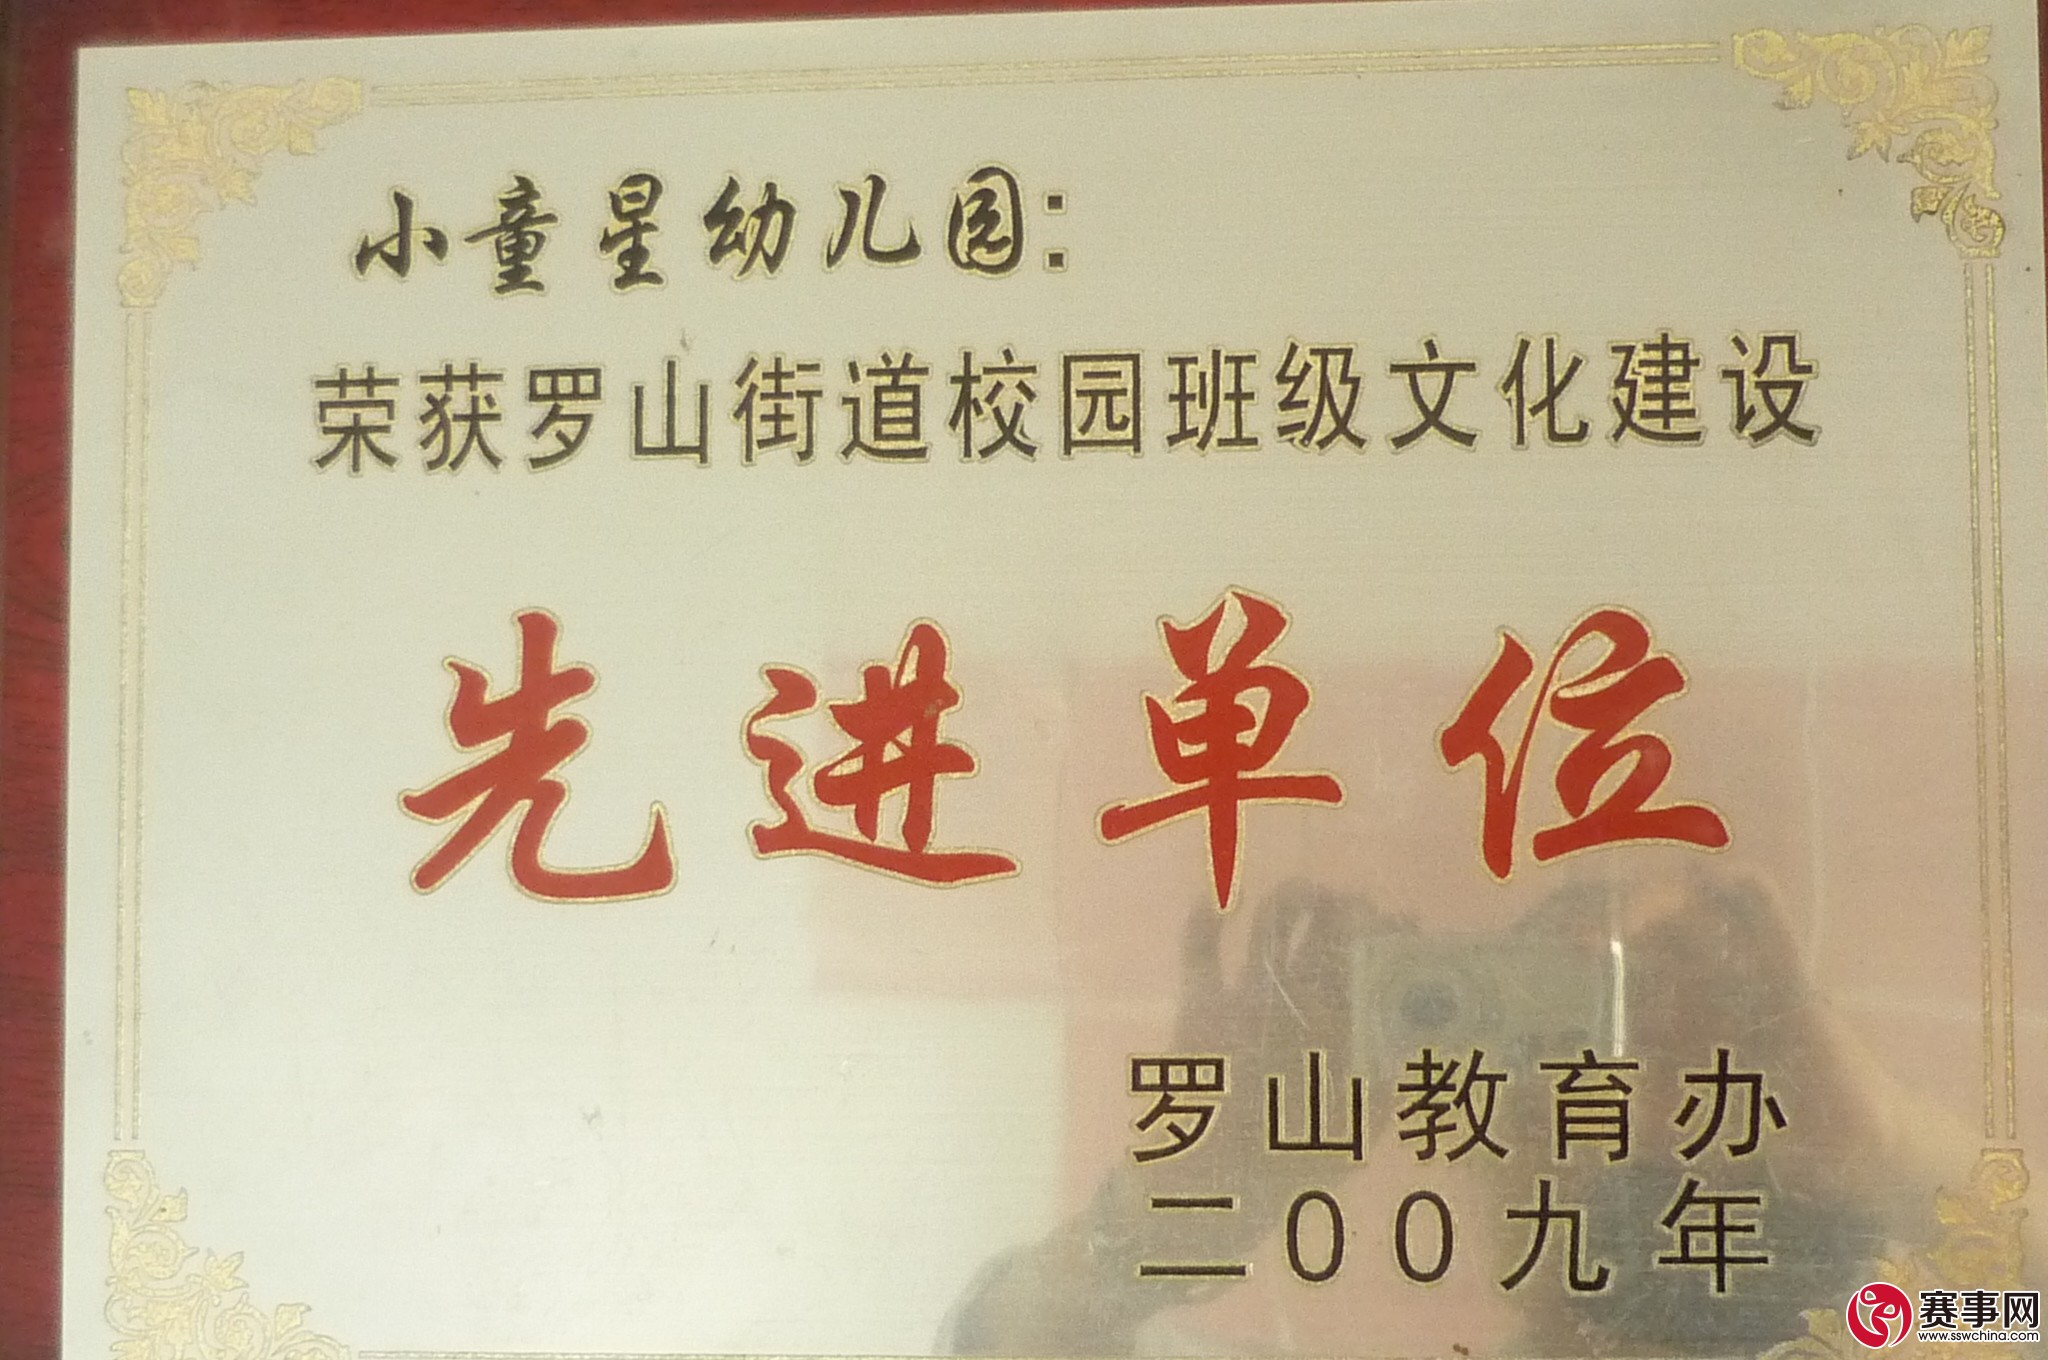 小童星幼儿园:
荣获罗山街道校园班级文化建设
先进单位
罗山教育办
二00九年
赛事网
www.sswchina.com